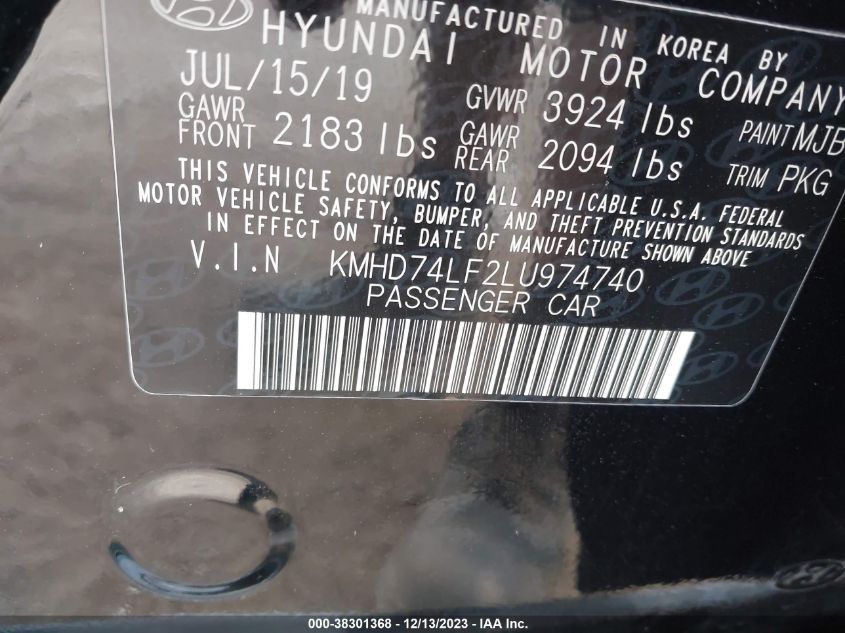 MANUFACTURED IN KOREA BY
HYUNDAI MOTOR COMPANY
JUL/15/19 GVWR 3924 lbs PAINT MJB
GAWR FRONT 2183 lbs GAWR REAR 2094 lbs TRIM PKG
THIS VEHICLE CONFORMS TO ALL APPLICABLE U.S.A. FEDERAL
MOTOR VEHICLE SAFETY, BUMPER, AND THEFT PREVENTION STANDARDS
IN EFFECT ON THE DATE OF MANUFACTURE SHOWN ABOVE
V.I.N KMHD74LF2LU974740
PASSENGER CAR
000-38301368 - 12/13/2023 - IAA Inc.